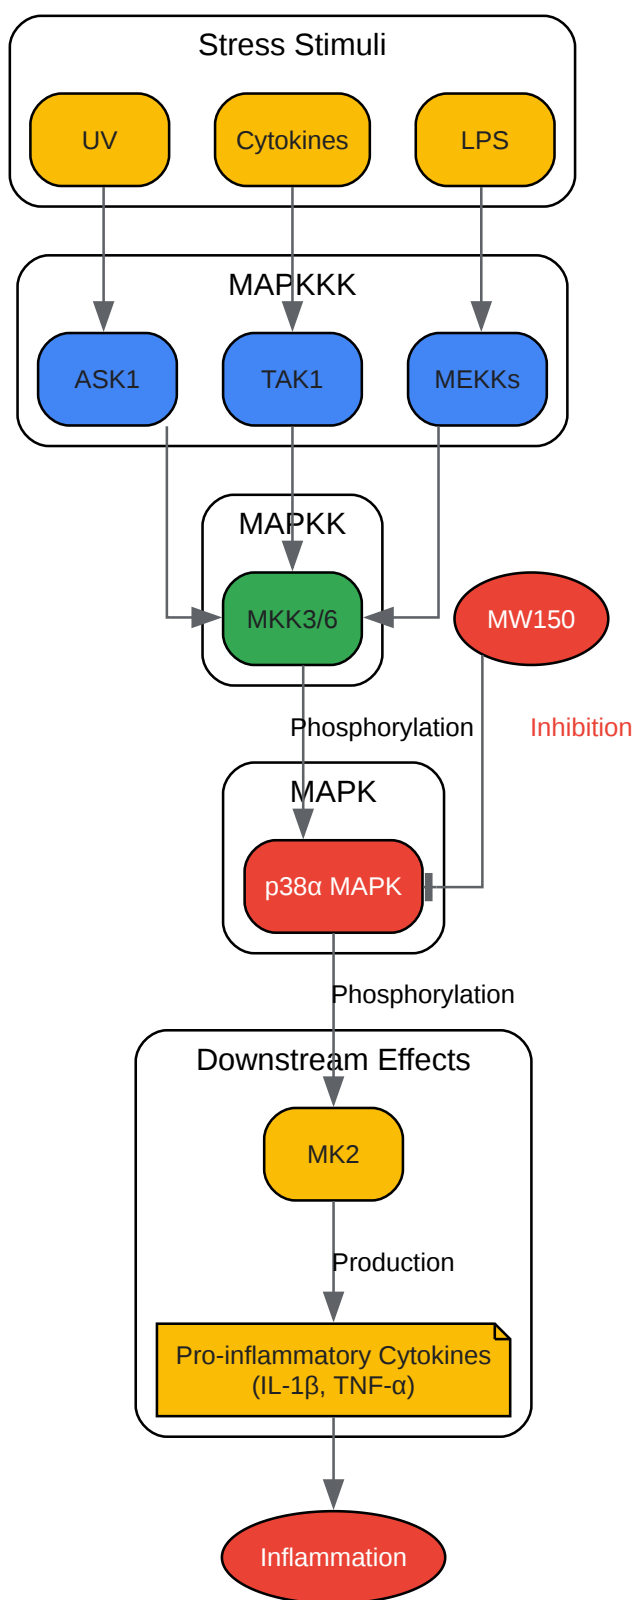 Stress Stimuli
UV
Cytokines
LPS
MAPKKK
ASK1
TAK1
MEKKs
MAPKK
MKK3/6
MW150
Phosphorylation
Inhibition
MAPK
p38α MAPK
Phosphorylation
Downstream Effects
MK2
Production
Pro-inflammatory Cytokines
(IL-1β, TNF-α)
Inflammation